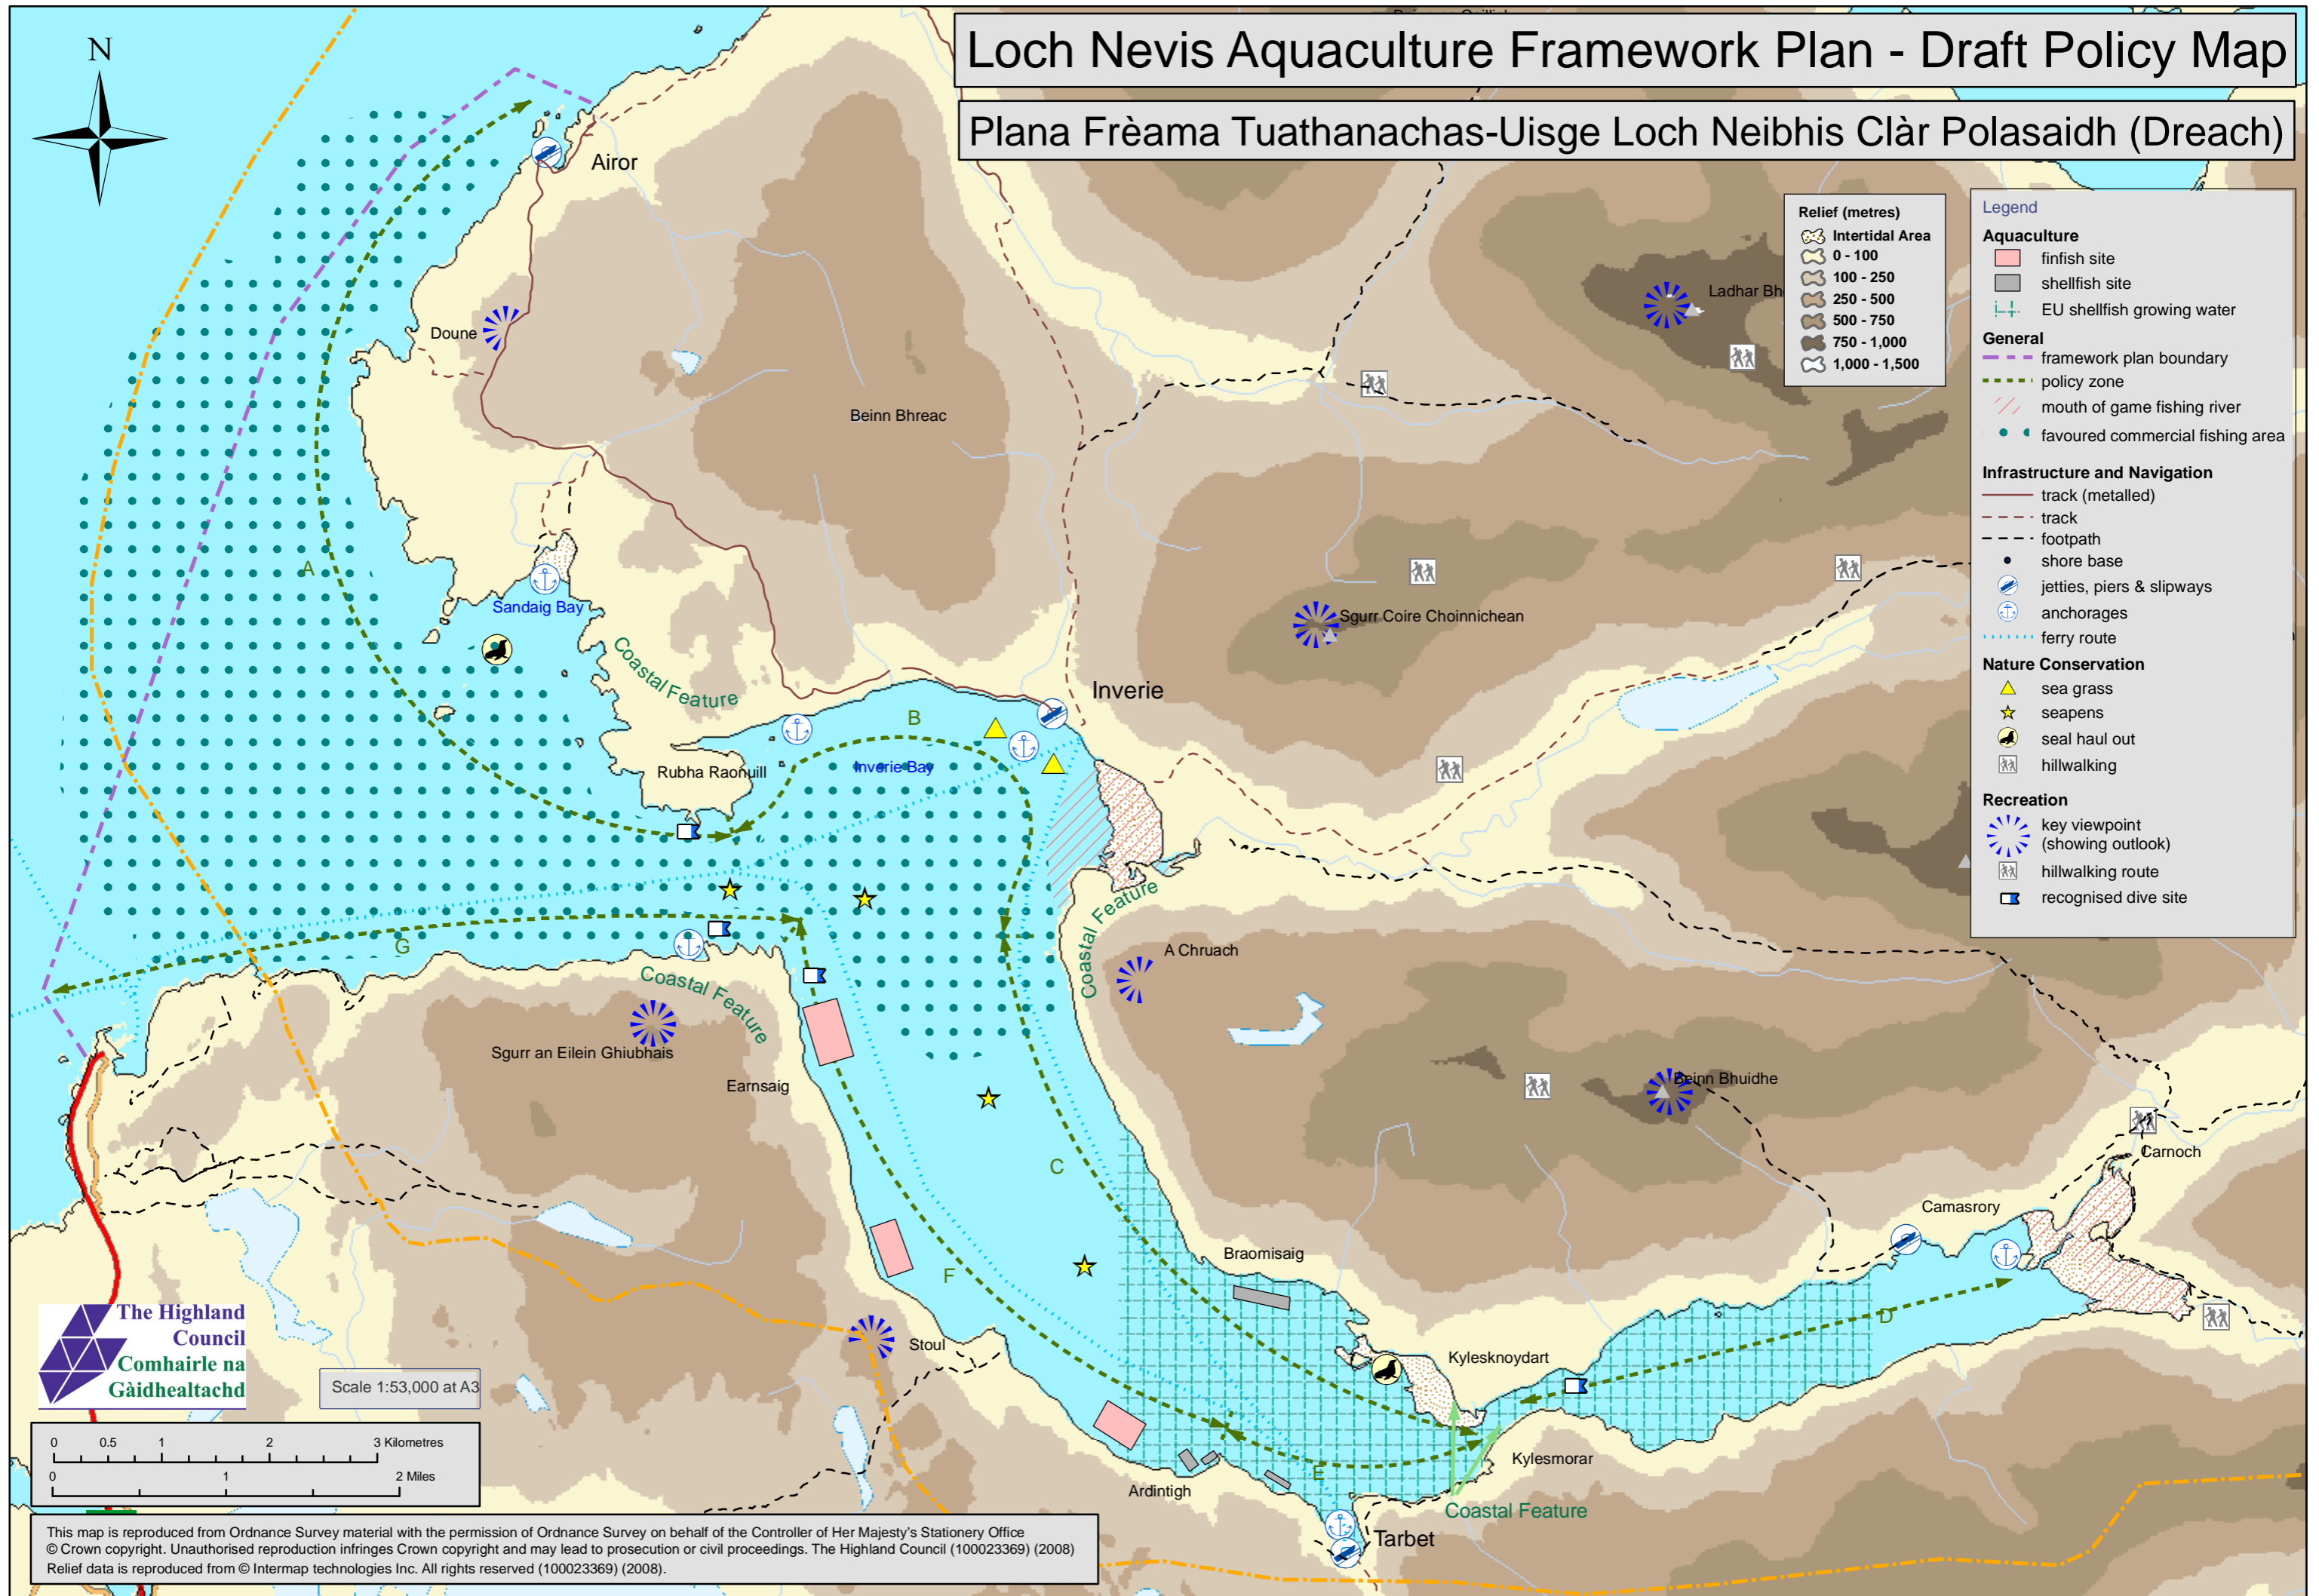 Loch Nevis Aquaculture Framework Plan - Draft Policy Map
Plana Frèama Tuathanachas-Uisge Loch Neibhis Clàr Polasaidh (Dreach)
N
Relief (metres)
Intertidal Area
0 - 100
100 - 250
250 - 500
500 - 750
750 - 1,000
1,000 - 1,500
Legend
Aquaculture
finfish site
shellfish site
EU shellfish growing water
General
framework plan boundary
policy zone
mouth of game fishing river
favoured commercial fishing area
Infrastructure and Navigation
track (metalled)
track
footpath
shore base
jetties, piers & slipways
anchorages
ferry route
Nature Conservation
sea grass
seapens
seal haul out
hillwalking
Recreation
key viewpoint
(showing outlook)
hillwalking route
recognised dive site
Airor
Ladhar
Doune
Beinn Bhreac
A
Sandaig Bay
Sgurr Coire Choinnichean
Coastal Feature
Inverie
B
Rubha Raonuill
Inverie Bay
Coastal Feature
G
A Chruach
Coastal Feature
Sgurr an Eilein Ghiubhais
Earnsaig
Beinn Bhuidhe
C
Carnoch
Camasrory
Braomisaig
F
D
Stoul
Kylesknoydart
Kylesmorar
E
Ardintigh
Coastal Feature
Tarbet
The Highland
Council
Comhairle na
Gàidhealtachd
Scale 1:53,000 at A3
0 0.5 1 2 3 Kilometres
0 1 2 Miles
This map is reproduced from Ordnance Survey material with the permission of Ordnance Survey on behalf of the Controller of Her Majesty's Stationery Office
© Crown copyright. Unauthorised reproduction infringes Crown copyright and may lead to prosecution or civil proceedings. The Highland Council (100023369) (2008)
Relief data is reproduced from © Intermap technologies Inc. All rights reserved (100023369) (2008).